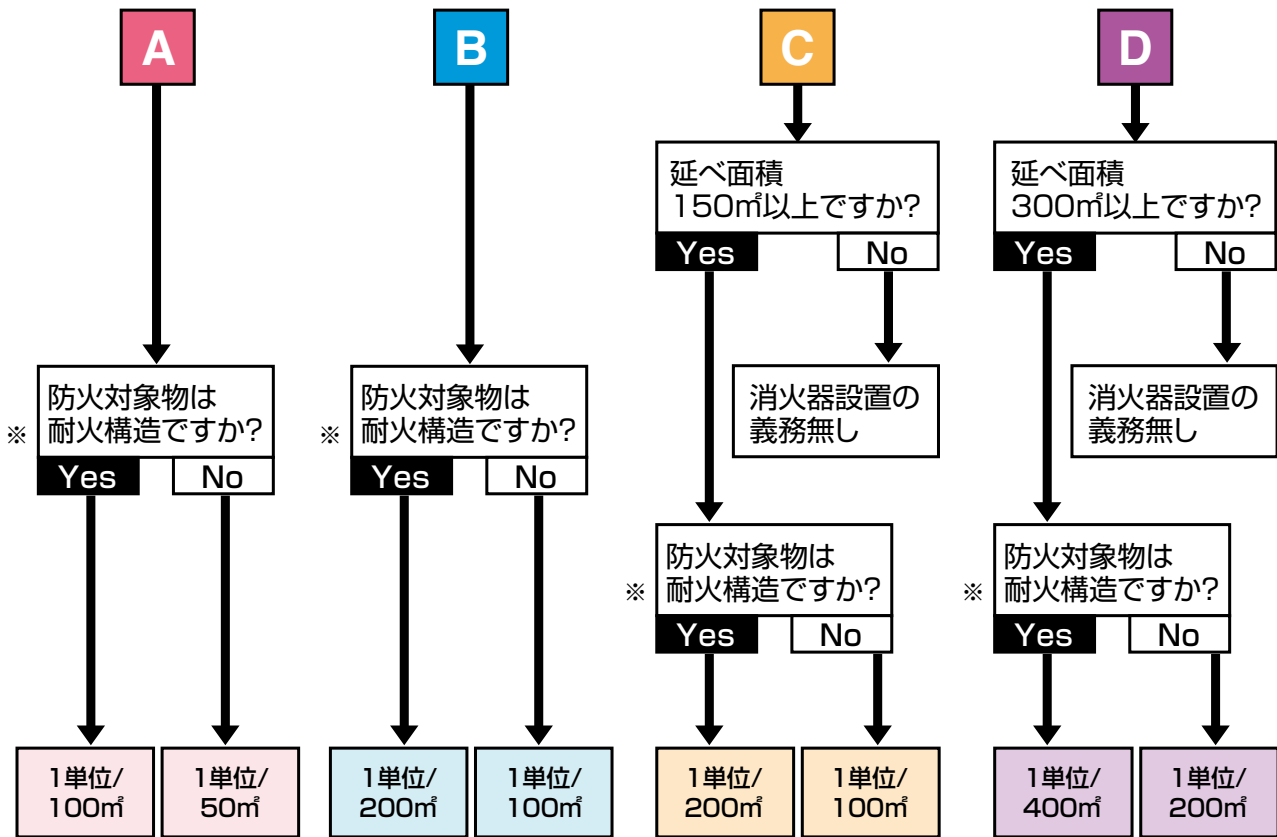 A
B
C
D
延べ面積
150㎡以上ですか?
Yes
No
延べ面積
300㎡以上ですか?
Yes
No
※
防火対象物は
耐火構造ですか?
Yes
No
※
防火対象物は
耐火構造ですか?
Yes
No
消火器設置の
義務無し
消火器設置の
義務無し
※
防火対象物は
耐火構造ですか?
Yes
No
※
防火対象物は
耐火構造ですか?
Yes
No
1単位/
100㎡
1単位/
50㎡
1単位/
200㎡
1単位/
100㎡
1単位/
200㎡
1単位/
100㎡
1単位/
400㎡
1単位/
200㎡